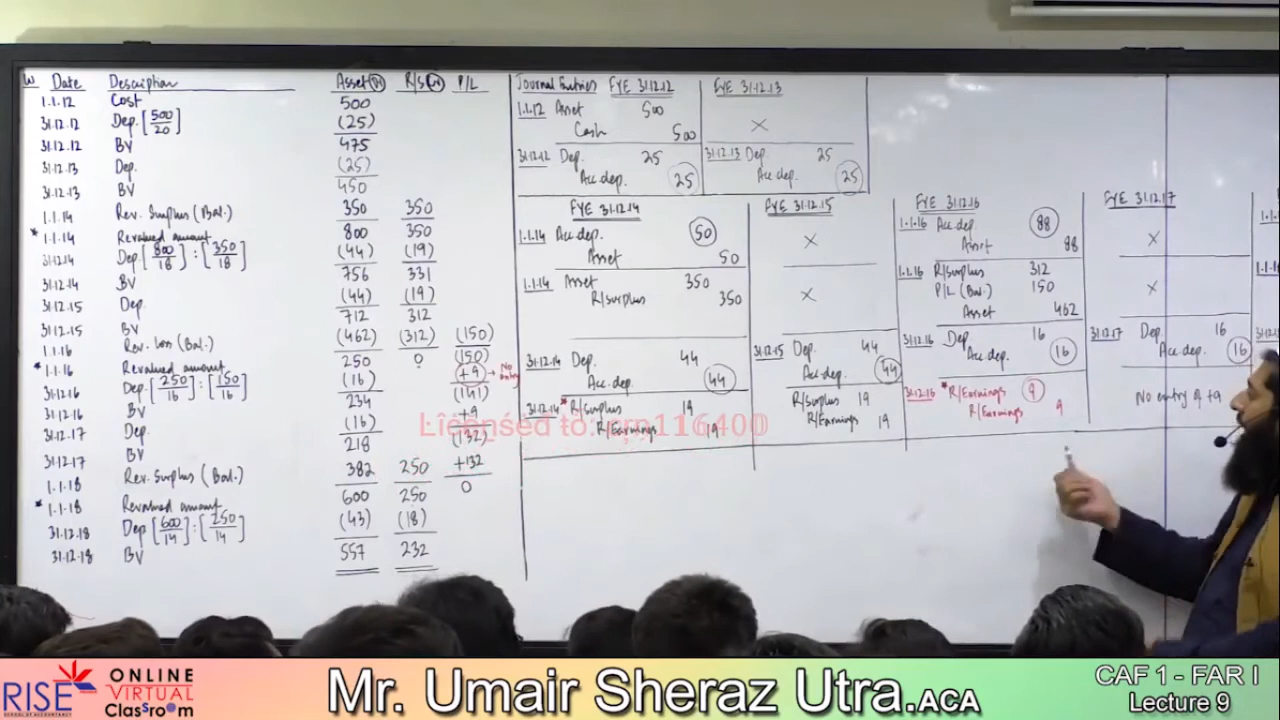 W Date Description Asset (Dr) R/S (Cr) P/L
1.1.12 Cost 500
31.12.12 Dep. [500/20] (25)
31.12.12 BV 475
31.12.13 Dep. (25)
31.12.13 BV 450
1.1.14 Rev. Surplus (Bal.) 350 350
* 1.1.14 Revalued amount 800 350
31.12.14 Dep [800/18] : [350/18] (44) (19)
31.12.14 BV 756 331
31.12.15 Dep. (44) (19)
31.12.15 BV 712 312
1.1.16 Rev. Loss (Bal.) (462) (312) (150)
* 1.1.16 Revalued amount 250 0 (150)
31.12.16 Dep. [250/16] : [150/16] (16) +9 → No entry
31.12.16 BV 234 (141)
31.12.17 Dep. (16) +9
31.12.17 BV 218 (132)
1.1.18 Rev. Surplus (Bal.) 382 250 +132
* 1.1.18 Revalued amount 600 250 0
31.12.18 Dep [600/14] : [250/14] (43) (18)
31.12.18 BV 557 232
Journal Entries FYE 31.12.12
1.1.12 Asset 500
Cash 500
31.12.12 Dep. 25
Acc dep. 25
FYE 31.12.13
X
31.12.13 Dep 25
Acc dep. 25
FYE 31.12.14
1.1.14 Acc dep. 50
Asset 50
1.1.14 Asset 350
R/Surplus 350
31.12.14 Dep. 44
Acc. dep. 44
31.12.14 * R/Surplus 19
R/Earnings 19
FYE 31.12.15
X
X
31.12.15 Dep. 44
Acc. dep. 44
R/Surplus 19
R/Earnings 19
FYE 31.12.16
1.1.16 Acc dep. 88
Asset 88
1.1.16 R/Surplus 312
P/L (Bal.) 150
Asset 462
31.12.16 Dep 16
Acc dep. 16
31.12.16 * R/Earnings 9
R/Earnings 9
FYE 31.12.17
X
X
31.12.17 Dep. 16
Acc dep. 16
No entry of +9
Licensed to: crn116400
RISE
SCHOOL OF ACCOUNTANCY
ONLINE
VIRTUAL
Classroom
Mr. Umair Sheraz Utra.ACA
CAF 1 - FAR I
Lecture 9